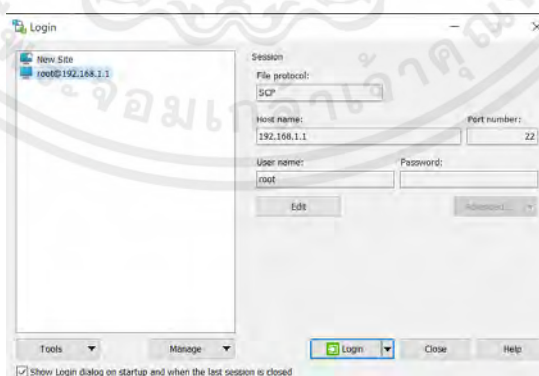 Login
New Site
root@192.168.1.1
Session
File protocol:
SCP
Host name:
Port number:
192.168.1.1
22
User name:
Password:
root
Edit
Advanced...
Tools
Manage
Login
Close
Help
Show Login dialog on startup and when the last session is closed